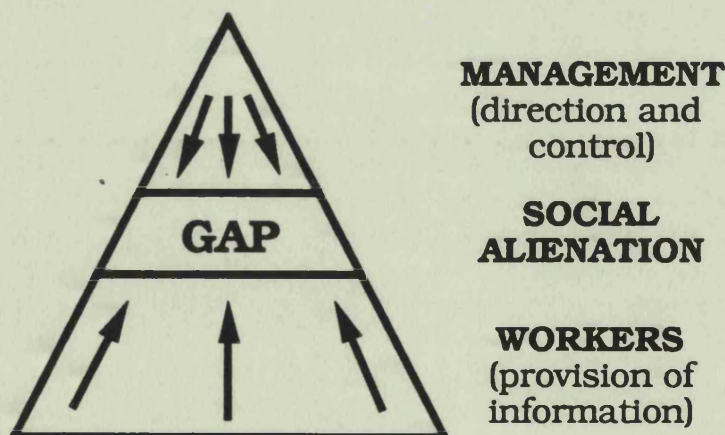 MANAGEMENT
(direction and
control)
GAP
SOCIAL
ALIENATION
WORKERS
(provision of
information)